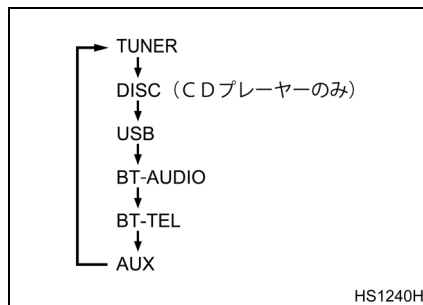 TUNER
DISC（ＣＤプレーヤーのみ）
USB
BT-AUDIO
BT-TEL
AUX
HS1240H